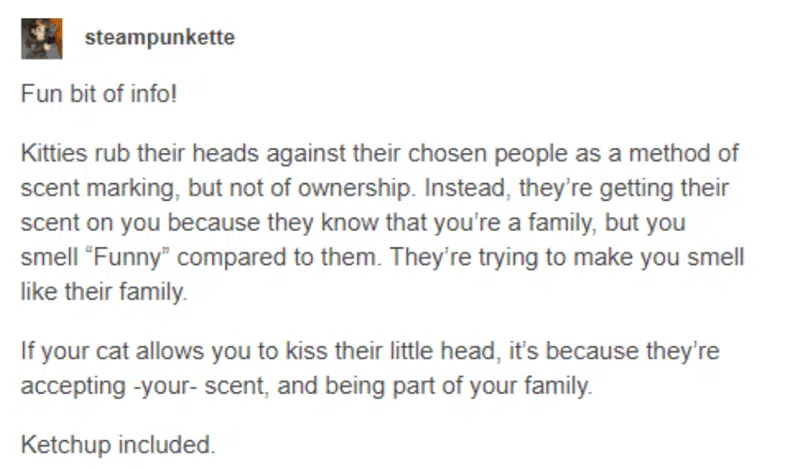 steampunkette
Fun bit of info!
Kitties rub their heads against their chosen people as a method of
scent marking, but not of ownership. Instead, they’re getting their
scent on you because they know that you’re a family, but you
smell “Funny” compared to them. They’re trying to make you smell
like their family.
If your cat allows you to kiss their little head, it’s because they’re
accepting -your- scent, and being part of your family.
Ketchup included.